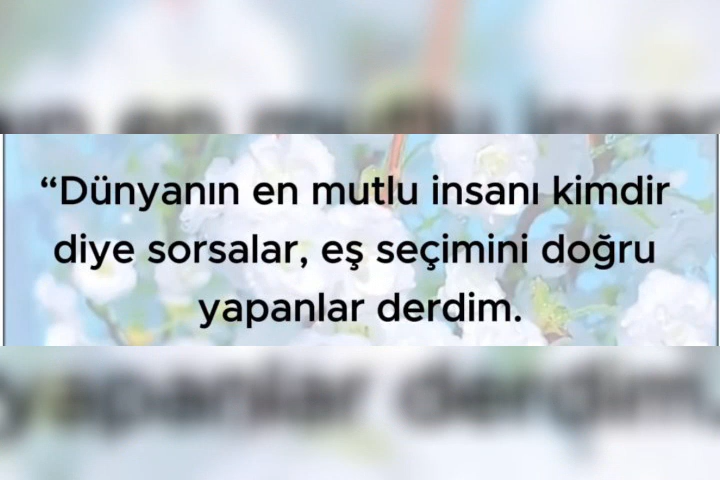 “Dünyanın en mutlu insanı kimdir
diye sorsalar, eş seçimini doğru
yapanlar derdim.